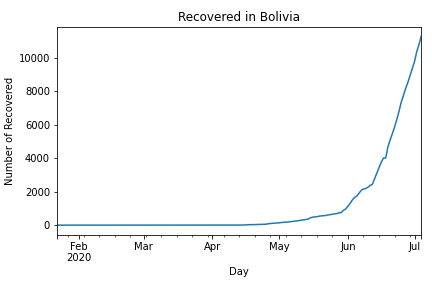 Recovered in Bolivia
Number of Recovered
10000
8000
6000
4000
2000
0
Feb
2020
Mar
Apr
May
Jun
Jul
Day